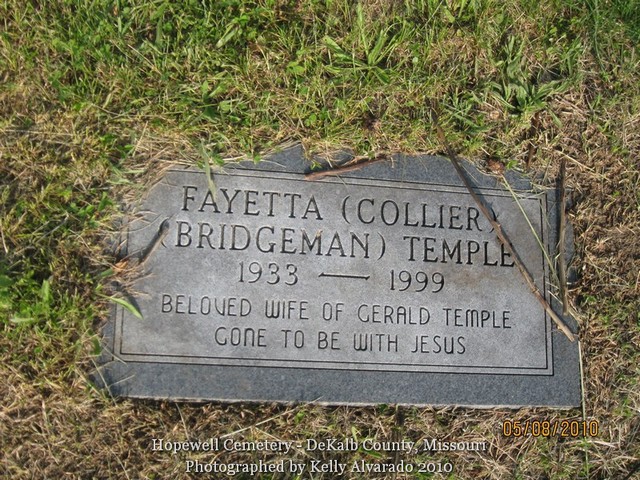 FAYETTA (COLLIER)
(BRIDGEMAN) TEMPLE
1933 — 1999
BELOVED WIFE OF GERALD TEMPLE
GONE TO BE WITH JESUS
05/08/2010
Hopewell Cemetery - DeKalb County, Missouri
Photographed by Kelly Alvarado 2010